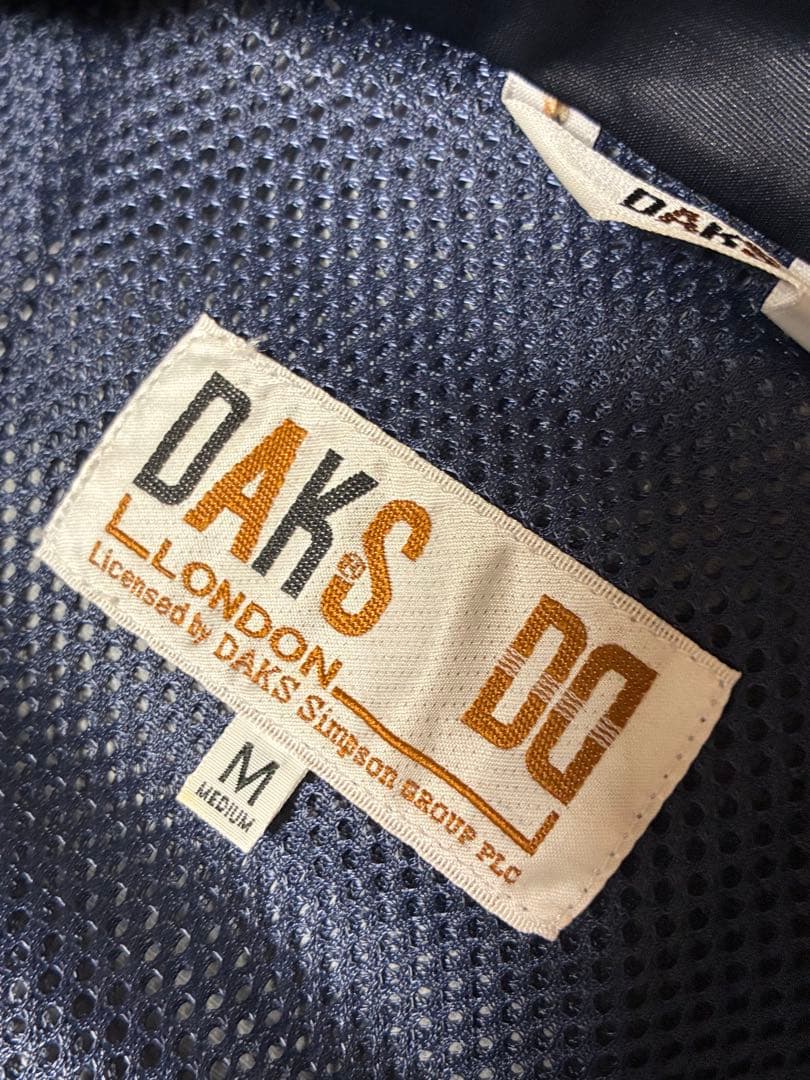 DAKS
DAKS®
LONDON
Licensed by DAKS Simpson GROUP PLC
DD
M
MEDIUM